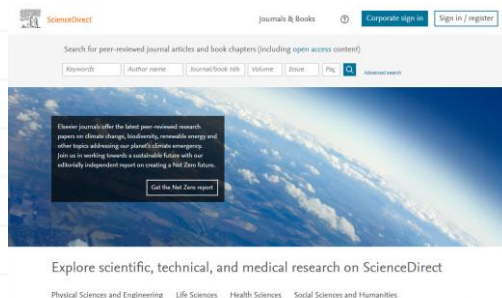 ScienceDirect
Journals & Books
?
Corporate sign in
Sign in / register
Search for peer-reviewed journal articles and book chapters (including open access content)
Keywords
Author name
Journal/book title
Volume
Issue
Pag
Advanced search
Elsevier journals offer the latest peer-reviewed research
papers on climate change, biodiversity, renewable energy and
other topics addressing our planet's climate emergency.
Join us in working towards a sustainable future with our
editorially independent report on creating a Net Zero future.
Get the Net Zero report
Explore scientific, technical, and medical research on ScienceDirect
Physical Sciences and Engineering Life Sciences Health Sciences Social Sciences and Humanities